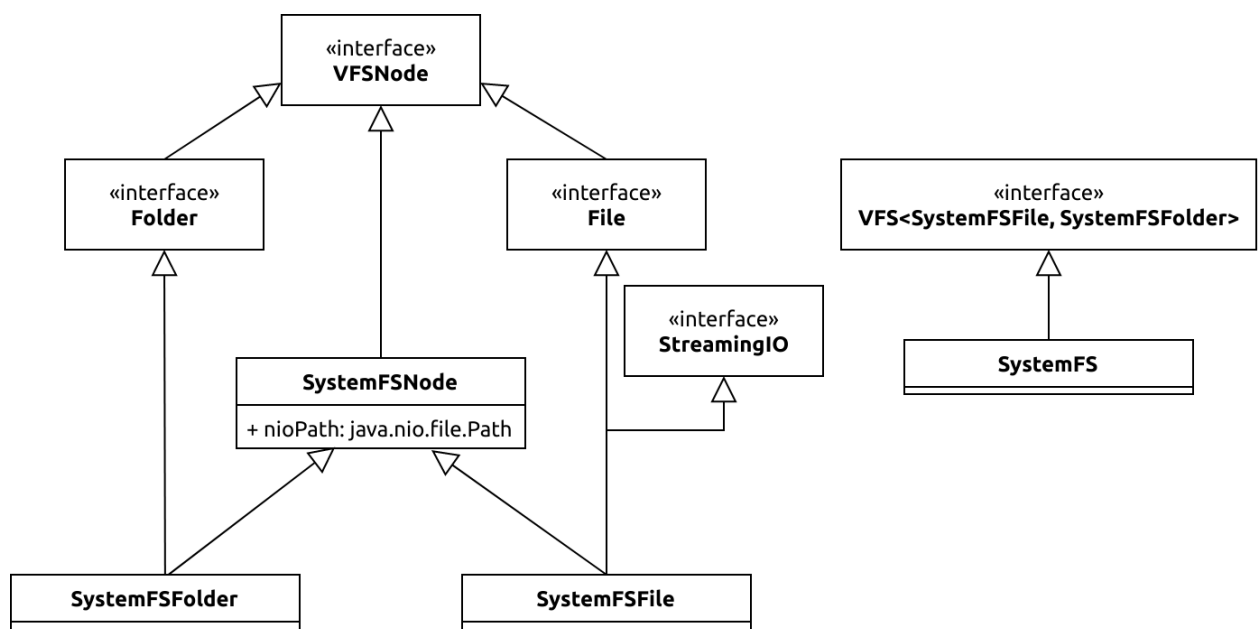 «interface»
VFSNode
«interface»
Folder
«interface»
File
«interface»
VFS<SystemFSFile, SystemFSFolder>
«interface»
StreamingIO
SystemFS
SystemFSNode
+ nioPath: java.nio.file.Path
SystemFSFolder
SystemFSFile